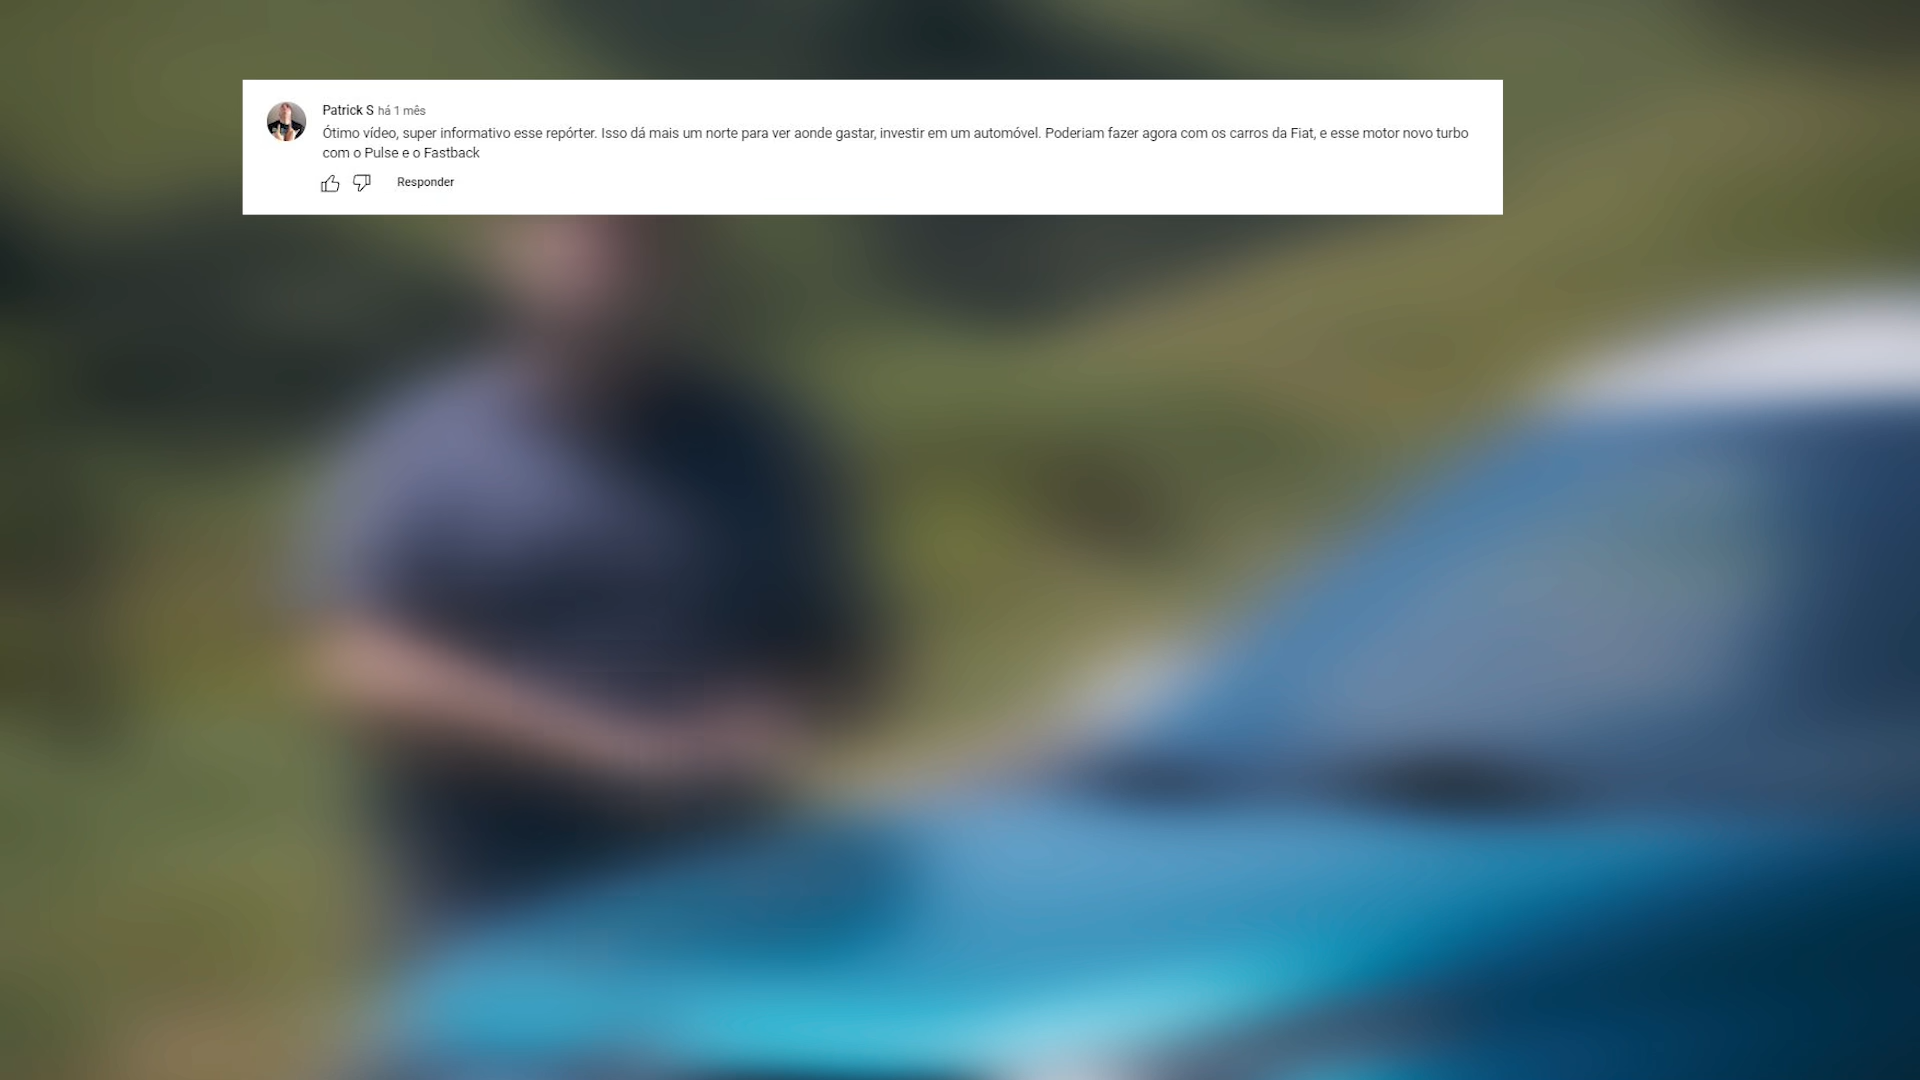 Patrick S há 1 mês
Ótimo vídeo, super informativo esse repórter. Isso dá mais um norte para ver aonde gastar, investir em um automóvel. Poderiam fazer agora com os carros da Fiat, e esse motor novo turbo
com o Pulse e o Fastback
Responder